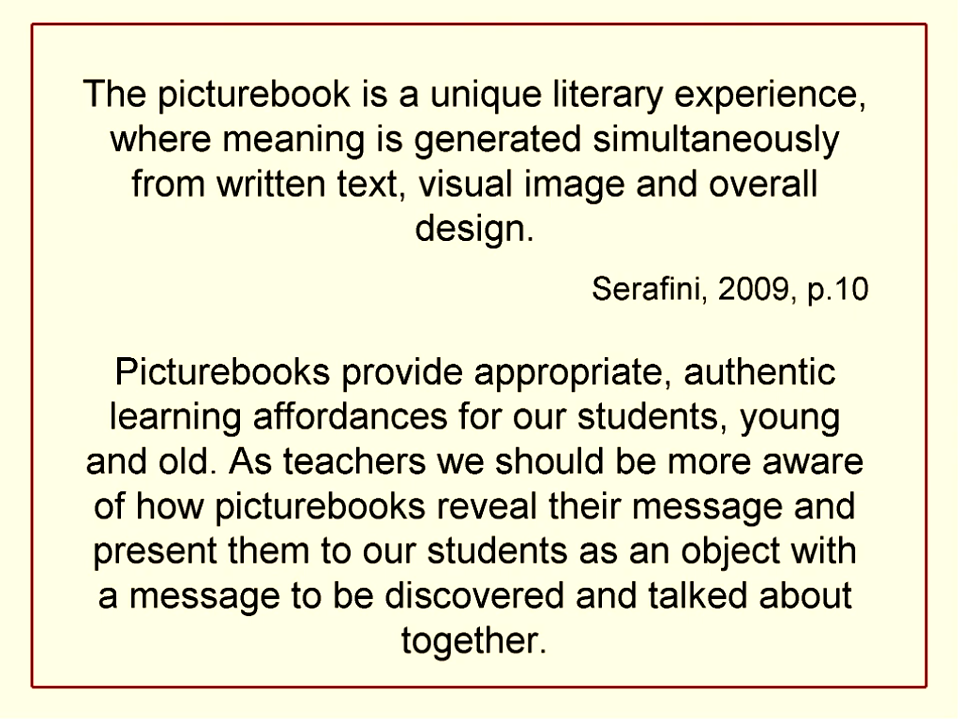 The picturebook is a unique literary experience,
where meaning is generated simultaneously
from written text, visual image and overall
design.
Serafini, 2009, p.10
Picturebooks provide appropriate, authentic
learning affordances for our students, young
and old. As teachers we should be more aware
of how picturebooks reveal their message and
present them to our students as an object with
a message to be discovered and talked about
together.